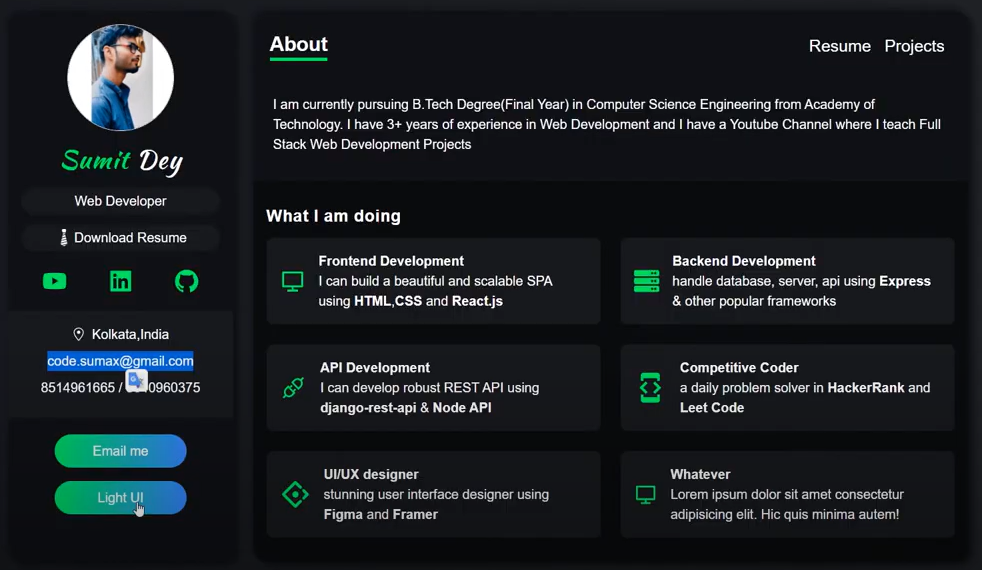 Sumit Dey
Web Developer
Download Resume
Kolkata,India
code.sumax@gmail.com
8514961665 / 0960375
Email me
Light UI
About
Resume Projects
I am currently pursuing B.Tech Degree(Final Year) in Computer Science Engineering from Academy of
Technology. I have 3+ years of experience in Web Development and I have a Youtube Channel where I teach Full
Stack Web Development Projects
What I am doing
Frontend Development
I can build a beautiful and scalable SPA
using HTML,CSS and React.js
Backend Development
handle database, server, api using Express
& other popular frameworks
API Development
I can develop robust REST API using
django-rest-api & Node API
Competitive Coder
a daily problem solver in HackerRank and
Leet Code
UI/UX designer
stunning user interface designer using
Figma and Framer
Whatever
Lorem ipsum dolor sit amet consectetur
adipisicing elit. Hic quis minima autem!